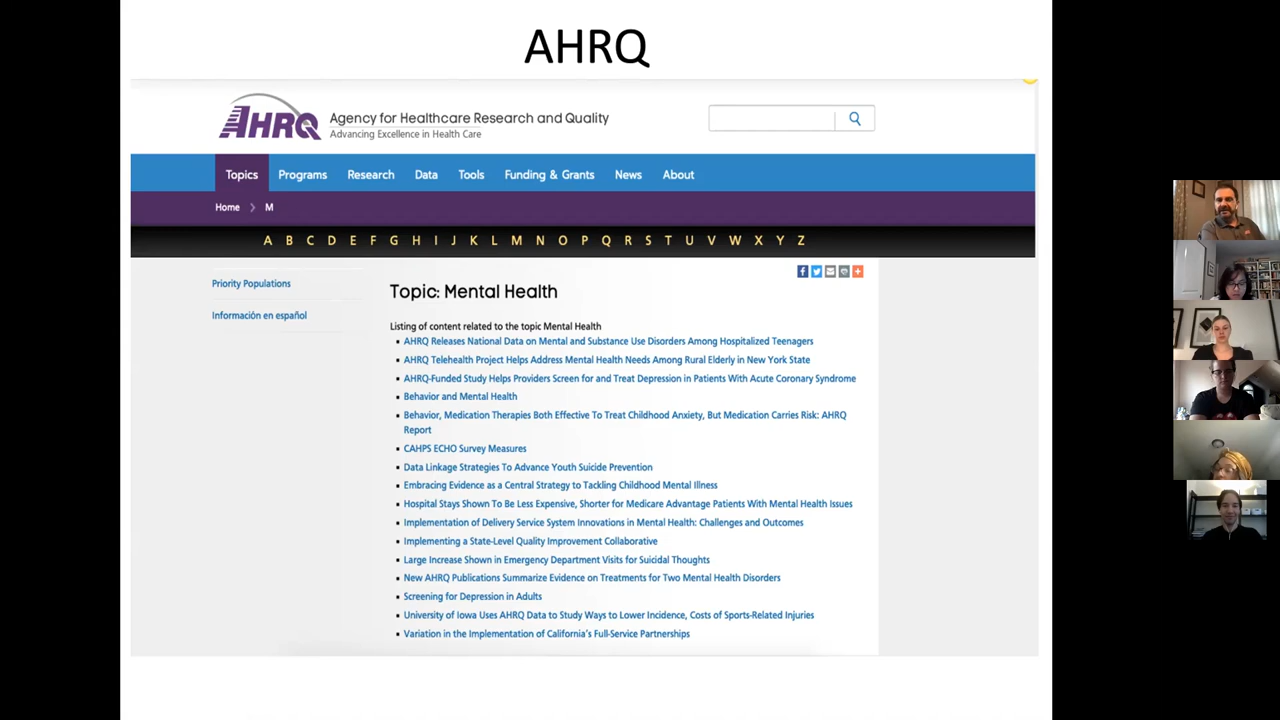 AHRQ
AHRQ
Agency for Healthcare Research and Quality
Advancing Excellence in Health Care
Topics Programs Research Data Tools Funding & Grants News About
Home M
A B C D E F G H I J K L M N O P Q R S T U V W X Y Z
Priority Populations
Información en español
Topic: Mental Health
Listing of content related to the topic Mental Health
AHRQ Releases National Data on Mental and Substance Use Disorders Among Hospitalized Teenagers
AHRQ Telehealth Project Helps Address Mental Health Needs Among Rural Elderly in New York State
AHRQ-Funded Study Helps Providers Screen for and Treat Depression in Patients With Acute Coronary Syndrome
Behavior and Mental Health
Behavior, Medication Therapies Both Effective To Treat Childhood Anxiety, But Medication Carries Risk: AHRQ
Report
CAHPS ECHO Survey Measures
Data Linkage Strategies To Advance Youth Suicide Prevention
Embracing Evidence as a Central Strategy to Tackling Childhood Mental Illness
Hospital Stays Shown To Be Less Expensive, Shorter for Medicare Advantage Patients With Mental Health Issues
Implementation of Delivery Service System Innovations in Mental Health: Challenges and Outcomes
Implementing a State-Level Quality Improvement Collaborative
Large Increase Shown in Emergency Department Visits for Suicidal Thoughts
New AHRQ Publications Summarize Evidence on Treatments for Two Mental Health Disorders
Screening for Depression in Adults
University of Iowa Uses AHRQ Data to Study Ways to Lower Incidence, Costs of Sports-Related Injuries
Variation in the Implementation of California's Full-Service Partnerships